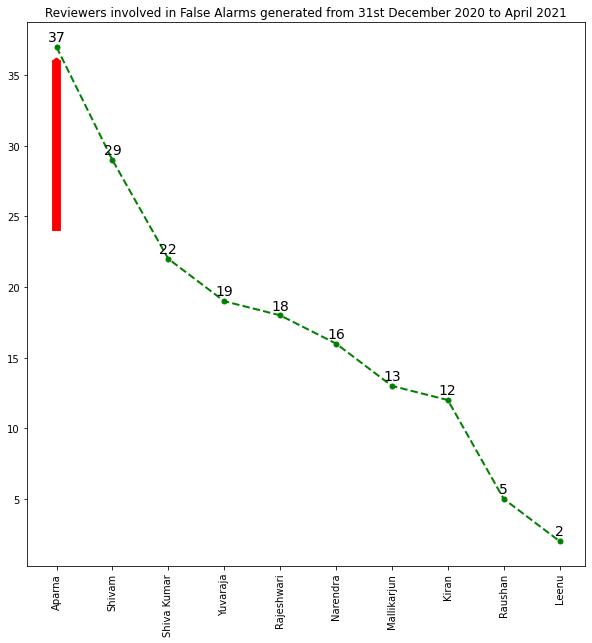 Reviewers involved in False Alarms generated from 31st December 2020 to April 2021
37
35
30
29
25
22
20
19
18
16
15
13
12
10
5
5
2
Aparna
Shivam
Shiva Kumar
Yuvaraja
Rajeshwari
Narendra
Mallikarjun
Kiran
Raushan
Leenu